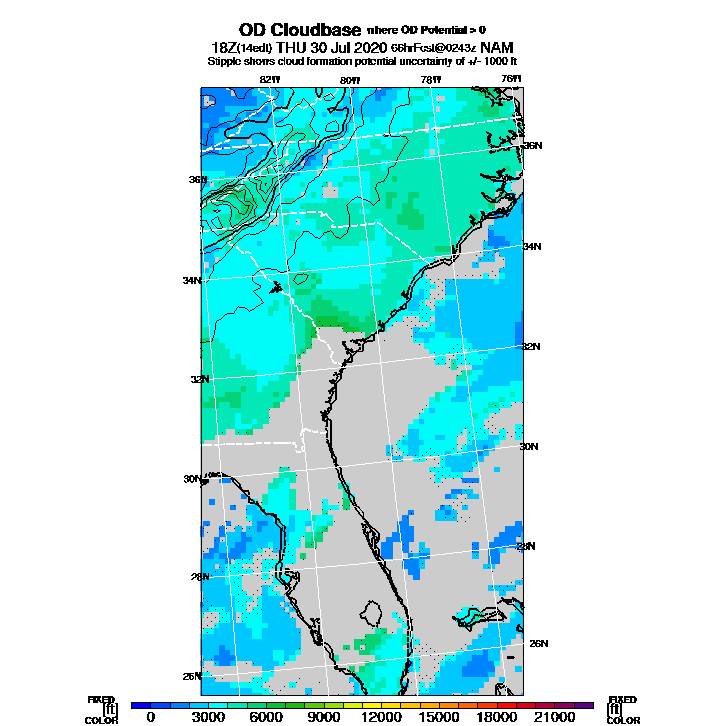 OD Cloudbase where OD Potential > 0
18Z(14edt) THU 30 Jul 2020 66hrFcst@0243z NAM
Stipple shows cloud formation potential uncertainty of +/- 1000 ft
82W 80W 78W 76W
36N 36N
34N 34N
32N 32N
30N 30N
28N 28N
26N 26N
FIXED FIXED
[ft] [ft]
COLOR COLOR
0 3000 6000 9000 12000 15000 18000 21000